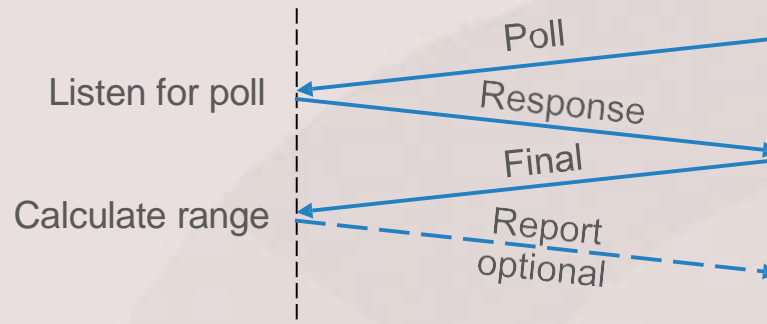 Poll
Listen for poll
Response
Final
Calculate range
Report
optional